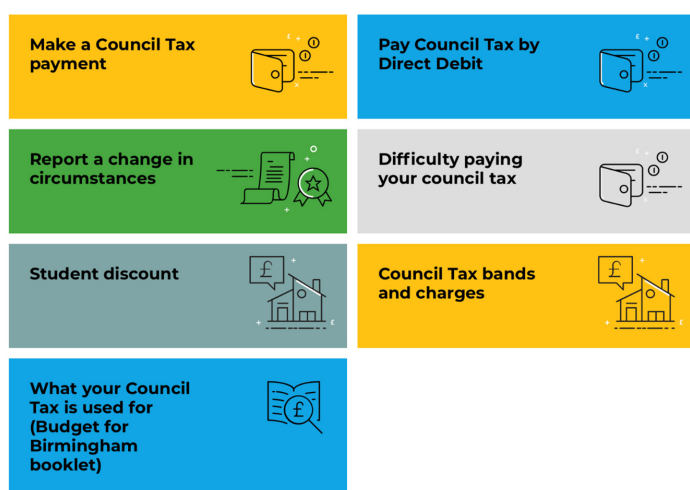 Make a Council Tax
payment
Pay Council Tax by
Direct Debit
Report a change in
circumstances
Difficulty paying
your council tax
Student discount
£
Council Tax bands
and charges
£
What your Council
Tax is used for
(Budget for
Birmingham
booklet)
£